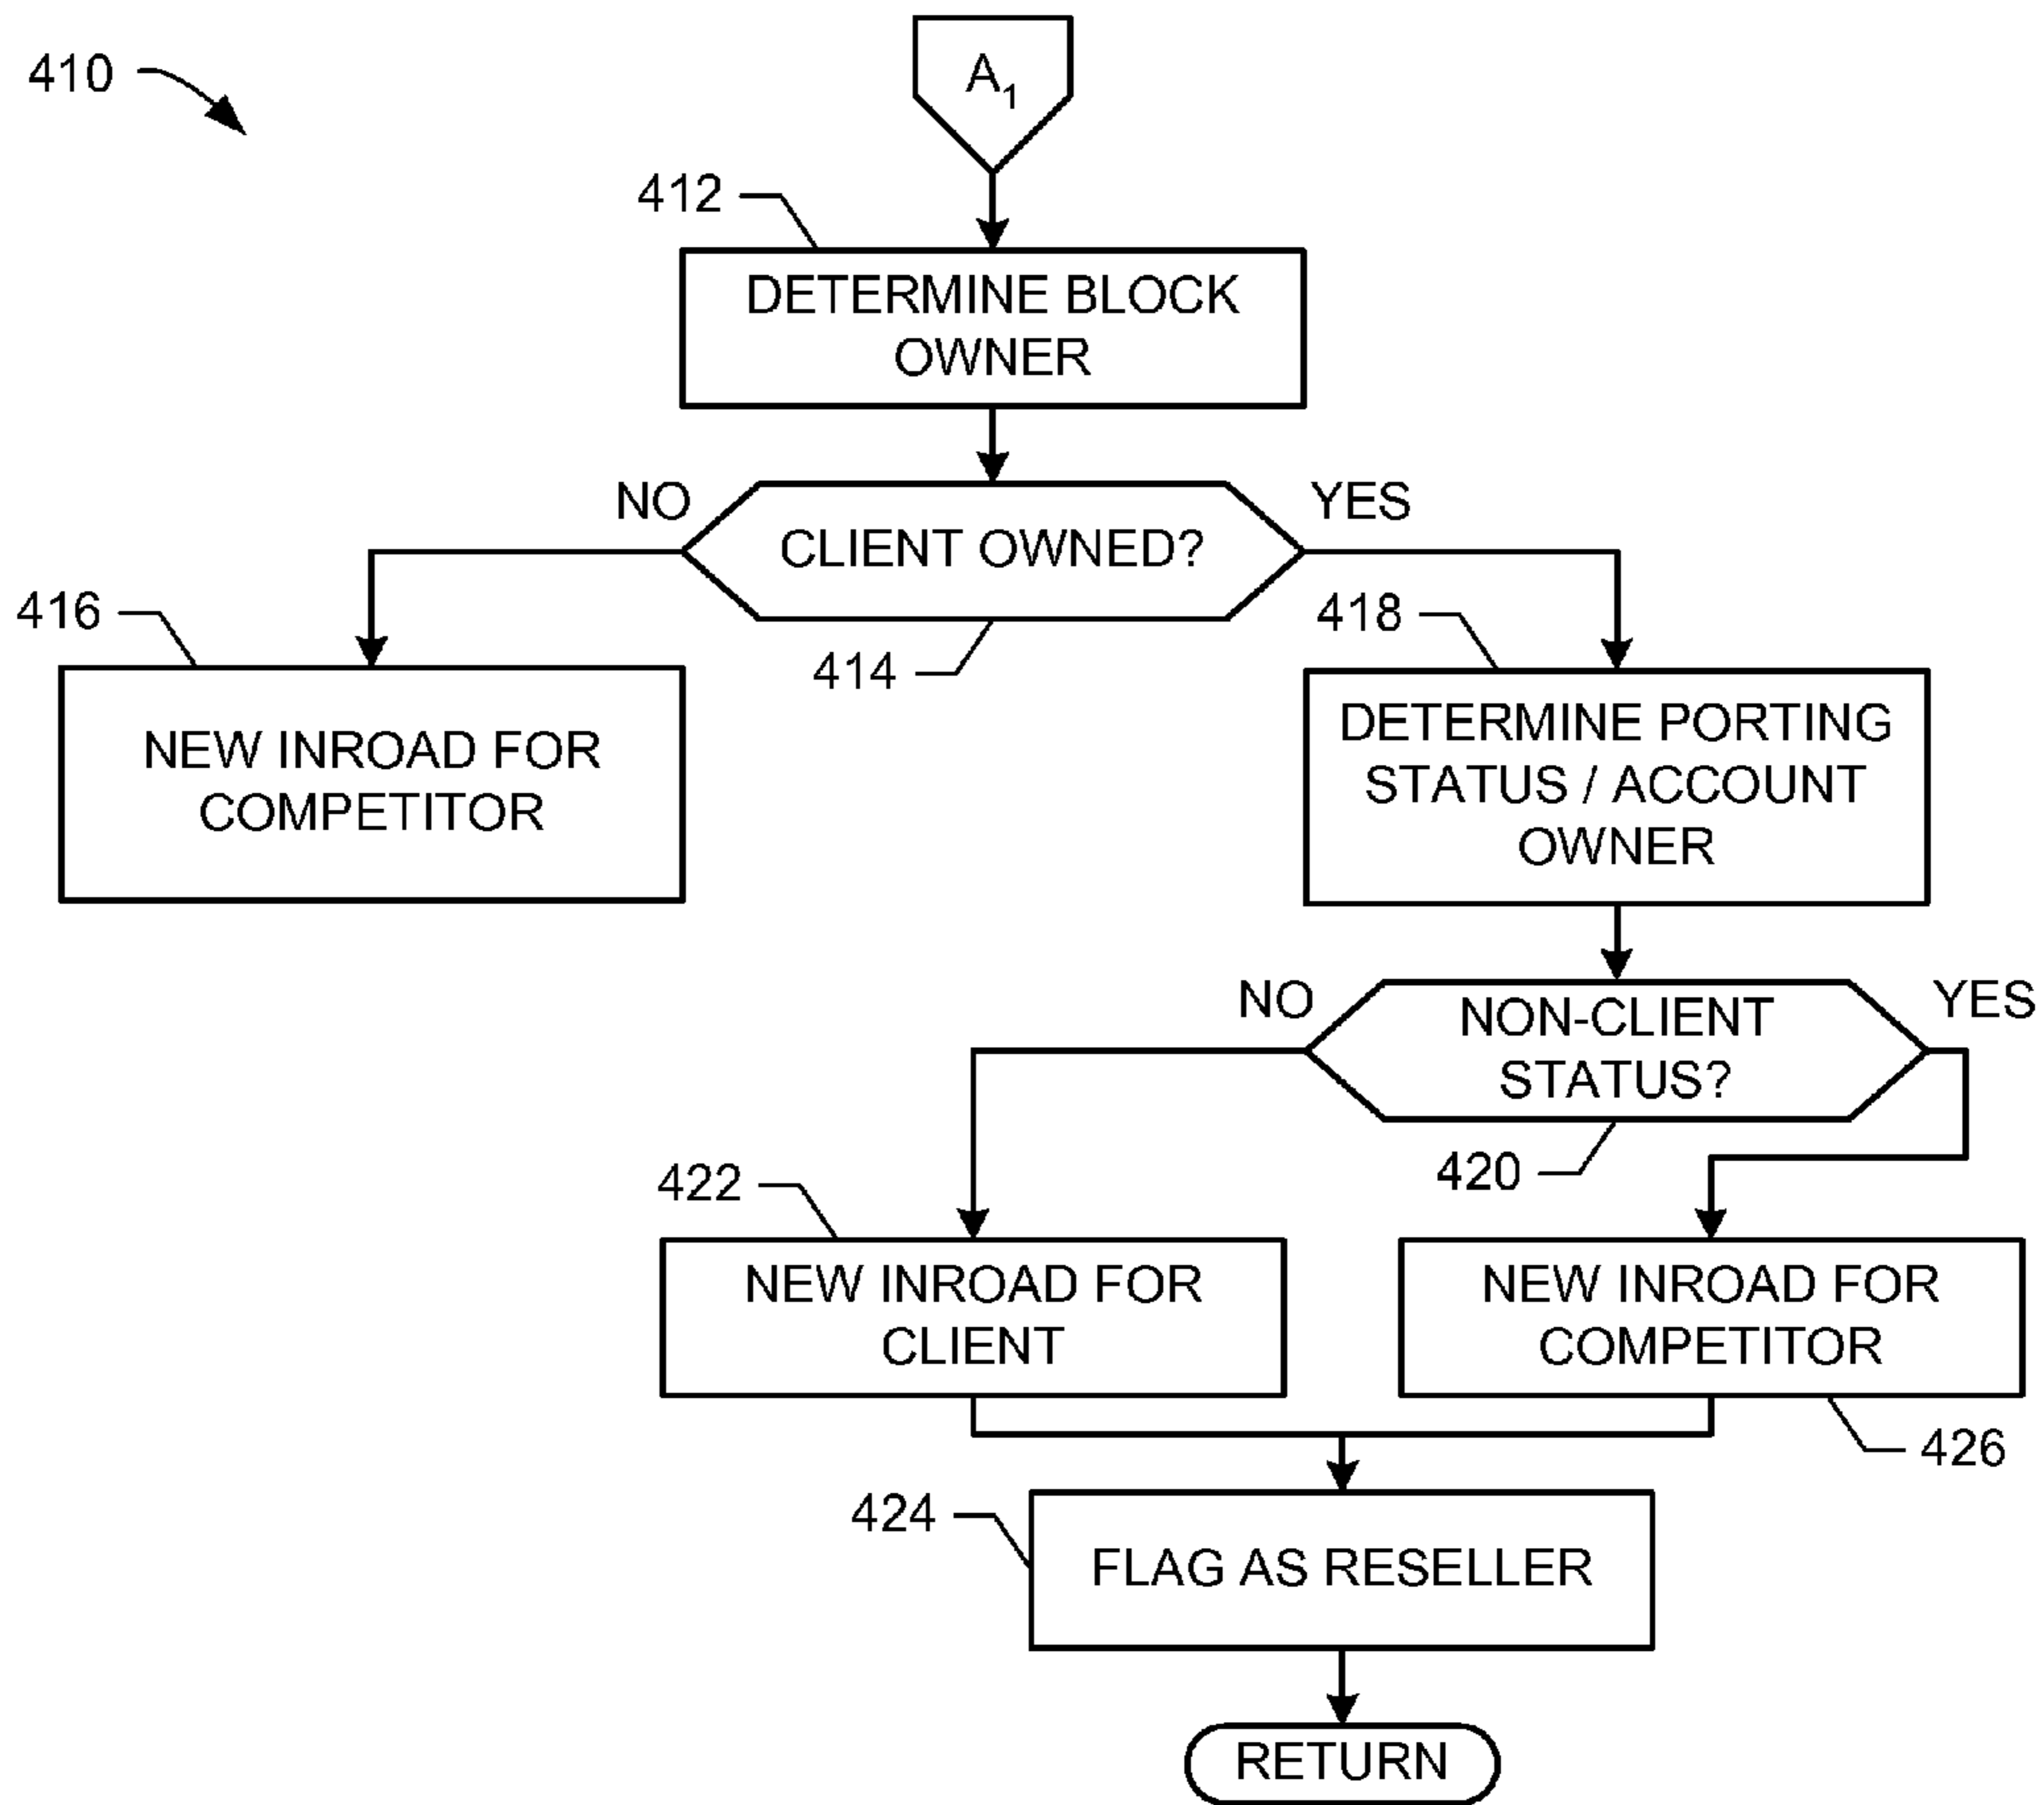 410
A1
412
DETERMINE BLOCK
OWNER
NO
YES
CLIENT OWNED?
414
416
418
NEW INROAD FOR
COMPETITOR
DETERMINE PORTING
STATUS / ACCOUNT
OWNER
NO
YES
NON-CLIENT
STATUS?
420
422
NEW INROAD FOR
CLIENT
NEW INROAD FOR
COMPETITOR
426
424
FLAG AS RESELLER
RETURN